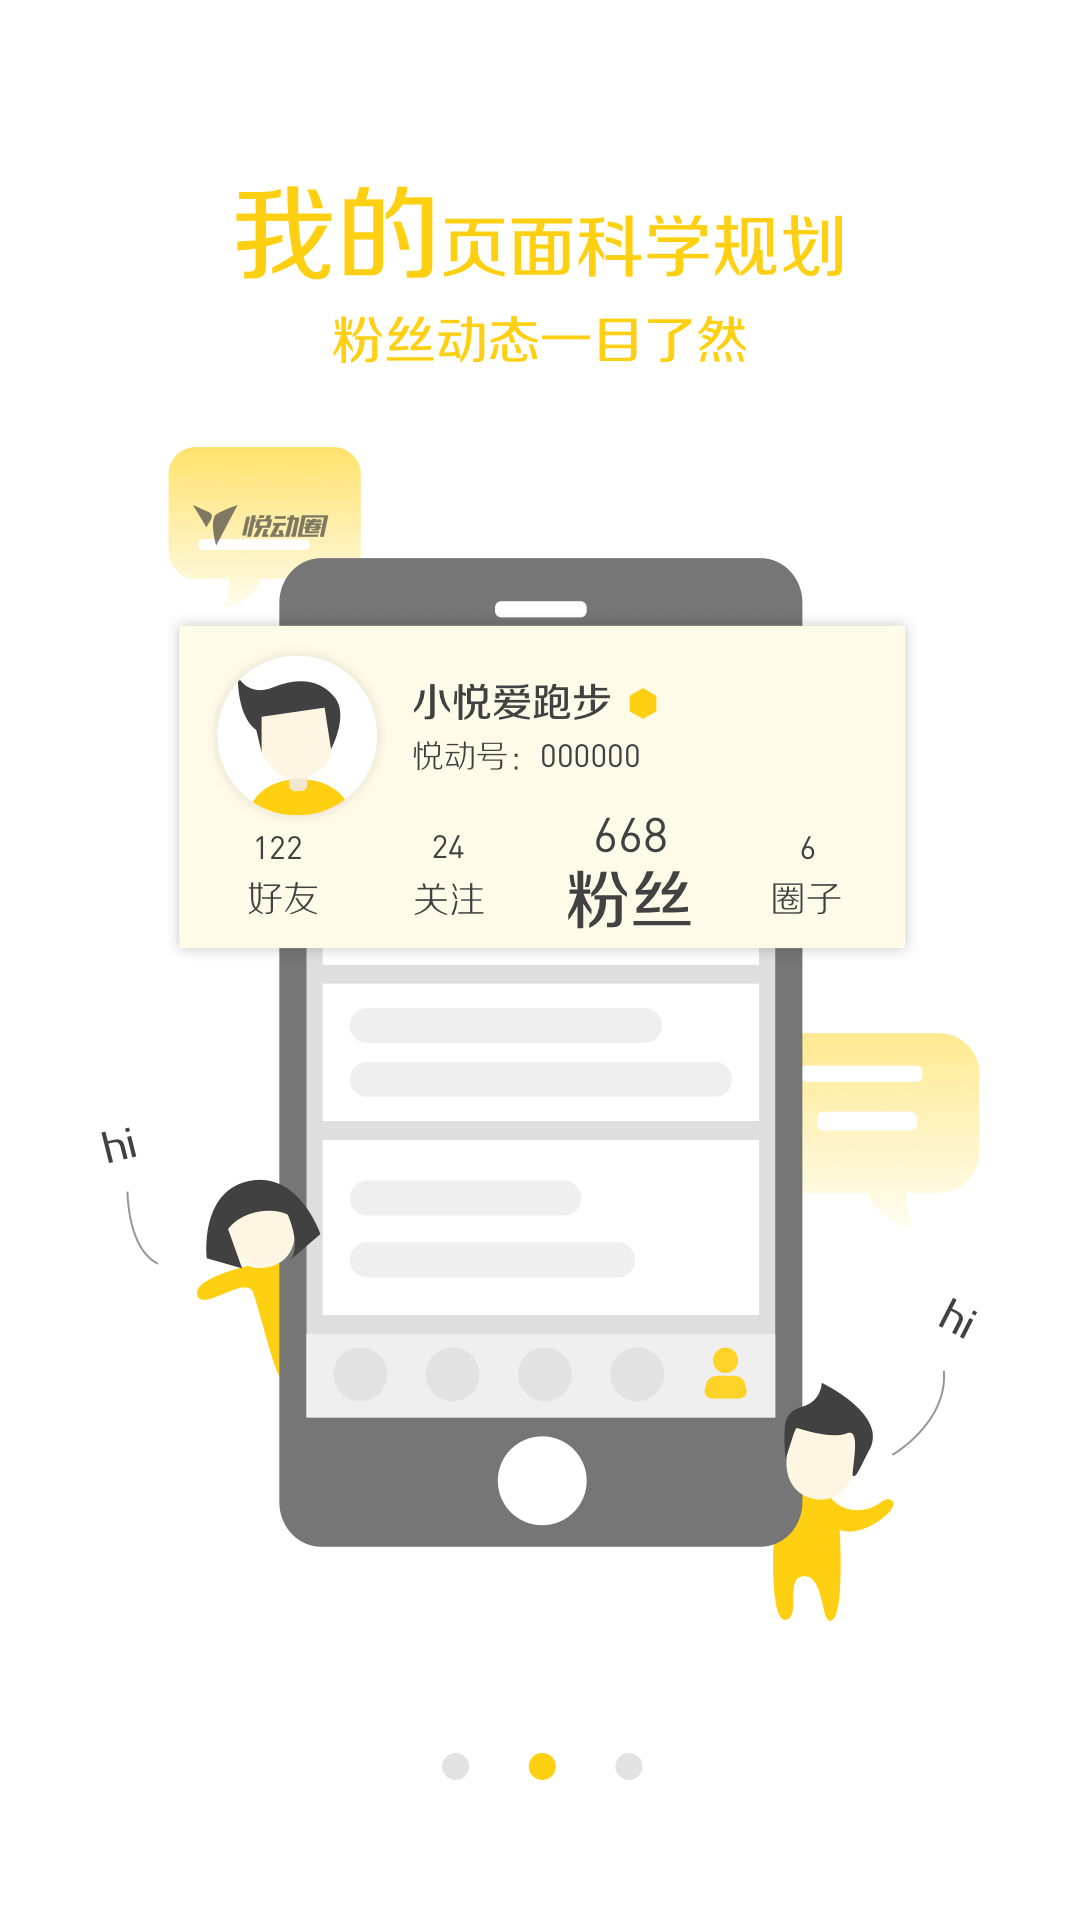 我的页面科学规划
粉丝动态一目了然
悦动圈
小悦爱跑步
悦动号：000000
122 24 668 6
好友 关注 粉丝 圈子
hi
hi